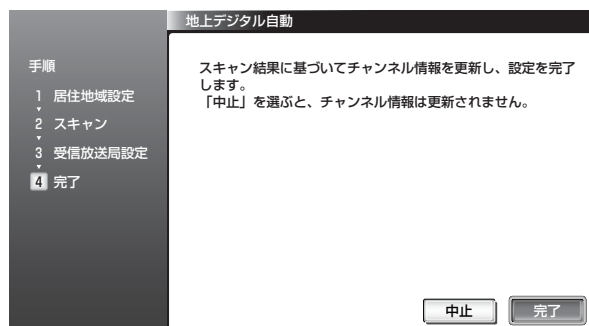 地上デジタル自動
手順
1 居住地域設定
2 スキャン
3 受信放送局設定
4 完了
スキャン結果に基づいてチャンネル情報を更新し、設定を完了
します。
「中止」を選ぶと、チャンネル情報は更新されません。
中止
完了